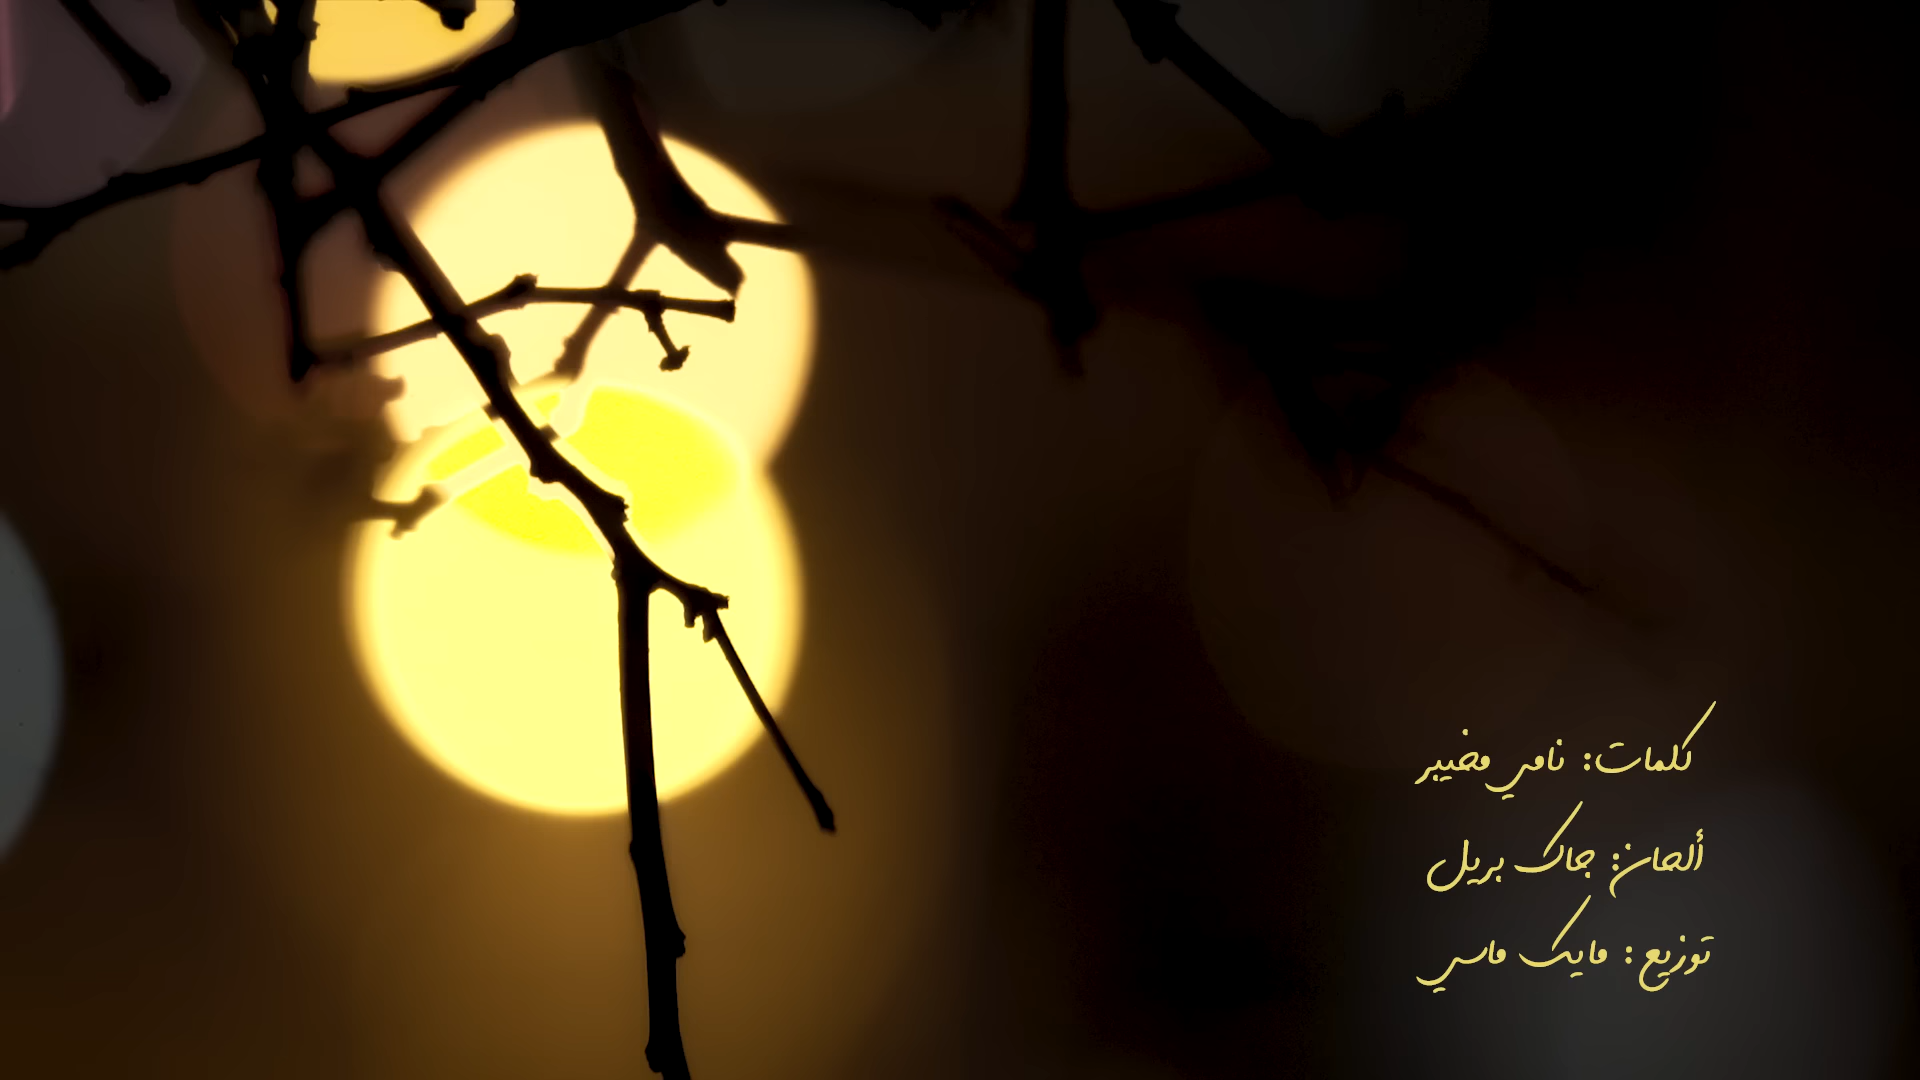 كلمات: نامي مخيبر
ألحان: جاك بريل
توزيع: مايك ماسي